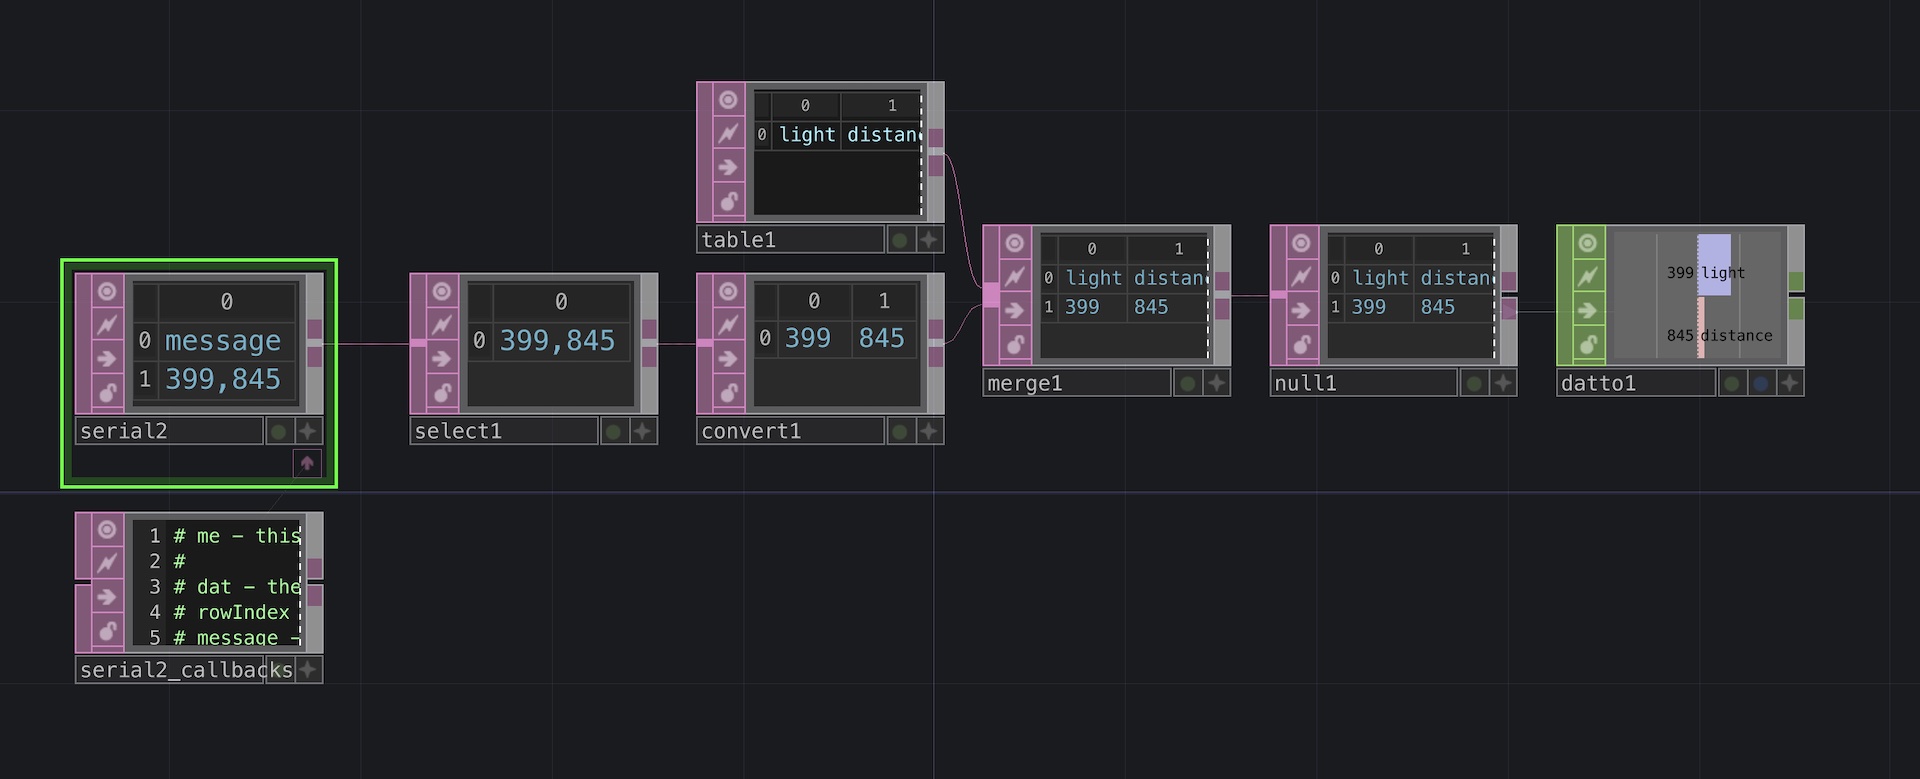 0 1
0 light distan
table1
0
0 message
1 399,845
serial2
0
0 399,845
select1
0 1
0 399 845
convert1
0 1
0 light distan
1 399 845
merge1
0 1
0 light distan
1 399 845
null1
399 light
845 distance
datto1
1 # me - this
2 #
3 # dat - the
4 # rowIndex
5 # message -
serial2_callbacks